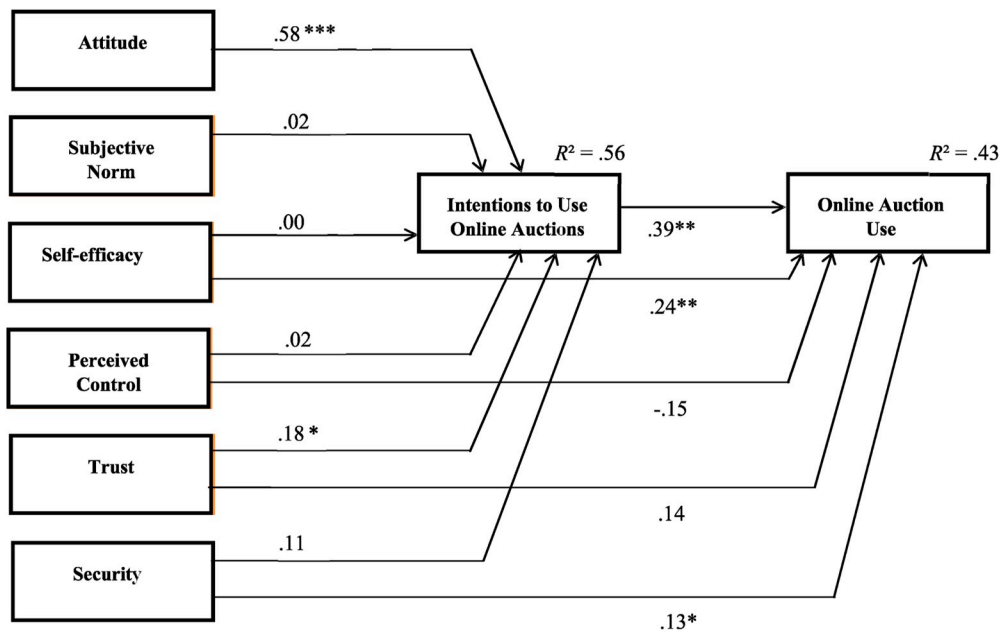 Attitude
.58 ***
Subjective
Norm
.02
R² = .56
R² = .43
Intentions to Use
Online Auctions
Online Auction
Use
Self-efficacy
.00
.39**
.24**
Perceived
Control
.02
-.15
Trust
.18 *
.14
Security
.11
.13*